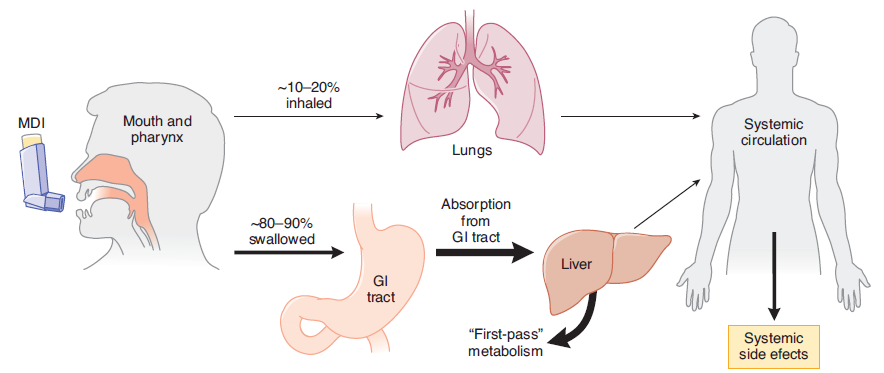 MDI
Mouth and
pharynx
~10–20%
inhaled
Lungs
Systemic
circulation
~80–90%
swallowed
GI
tract
Absorption
from
GI tract
Liver
“First-pass”
metabolism
Systemic
side efects